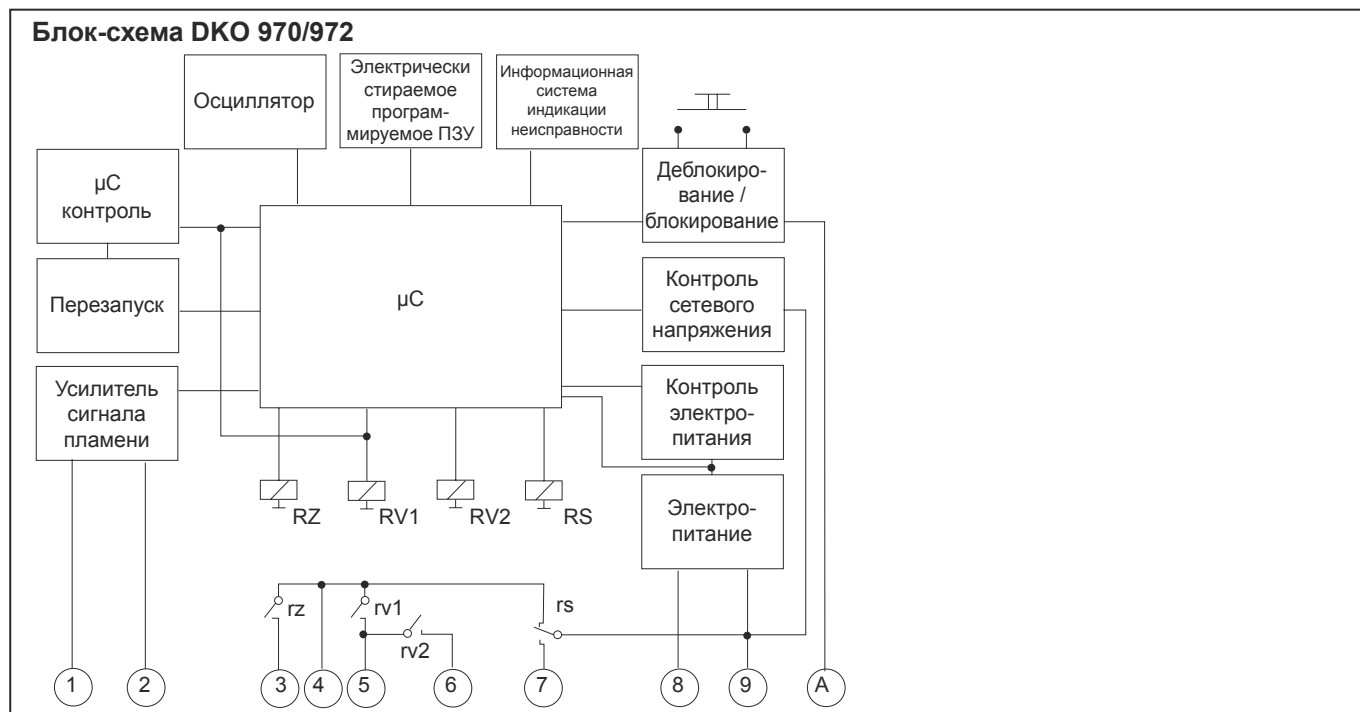 Блок-схема DKO 970/972
Осциллятор
Электрически
стираемое
програм-
мируемое ПЗУ
Информационная
система
индикации
неисправности
µC
контроль
Деблокиро-
вание /
блокирование
Перезапуск
µC
Контроль
сетевого
напряжения
Усилитель
сигнала
пламени
Контроль
электро-
питания
RZ
RV1
RV2
RS
Электро-
питание
rz
rv1
rv2
rs
1
2
3
4
5
6
7
8
9
A